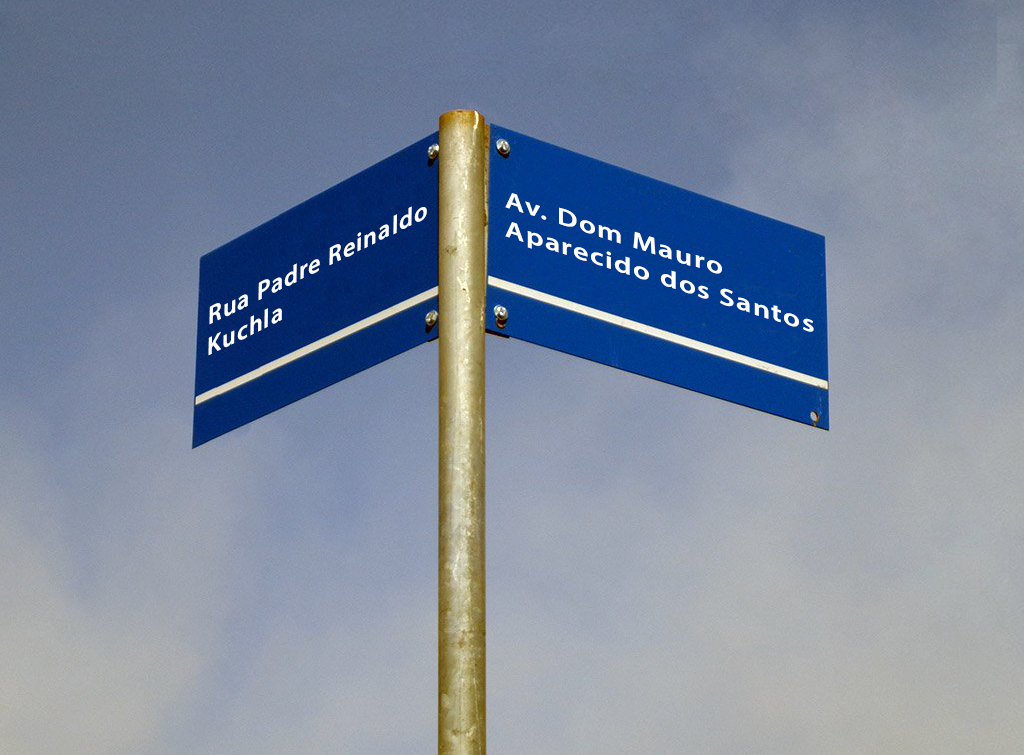 Rua Padre Reinaldo
Kuchla
Av. Dom Mauro
Aparecido dos Santos